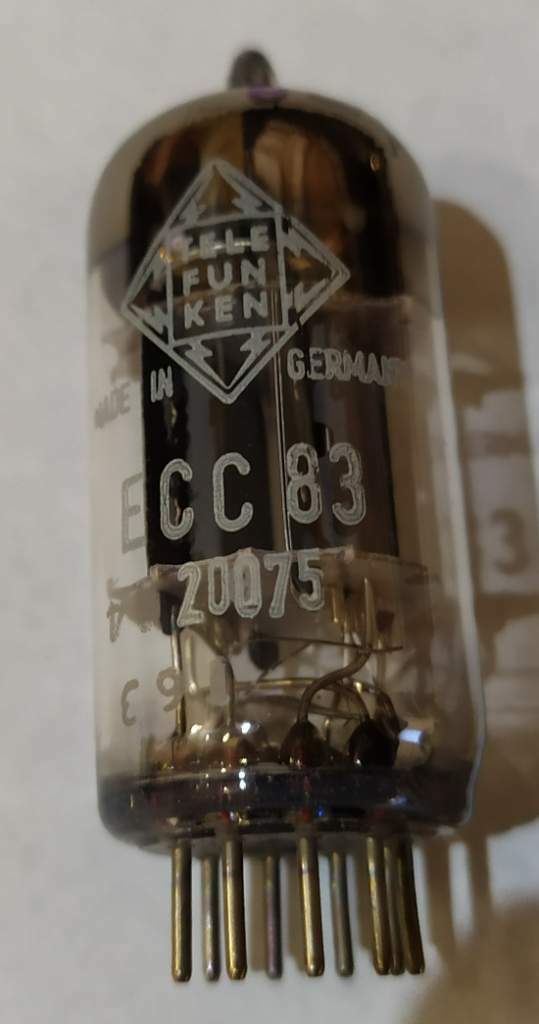 TELE
FUN
KEN
MADE IN GERMANY
ECC 83
20075